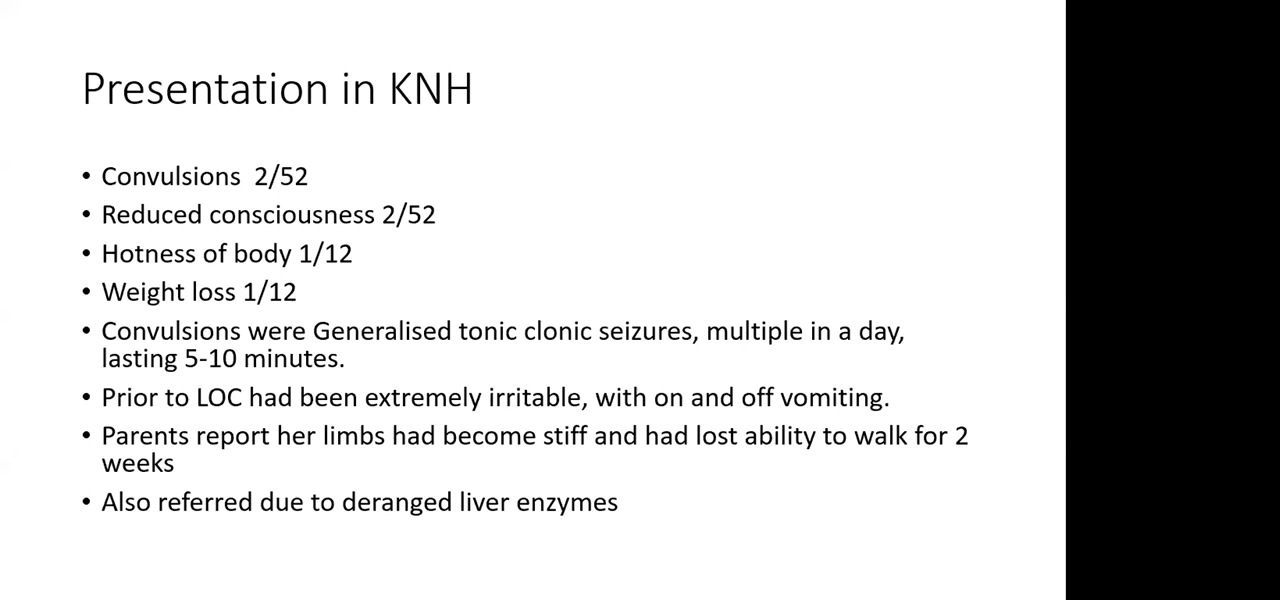 Presentation in KNH
• Convulsions  2/52
• Reduced consciousness 2/52
• Hotness of body 1/12
• Weight loss 1/12
• Convulsions were Generalised tonic clonic seizures, multiple in a day,
lasting 5-10 minutes.
• Prior to LOC had been extremely irritable, with on and off vomiting.
• Parents report her limbs had become stiff and had lost ability to walk for 2
weeks
• Also referred due to deranged liver enzymes